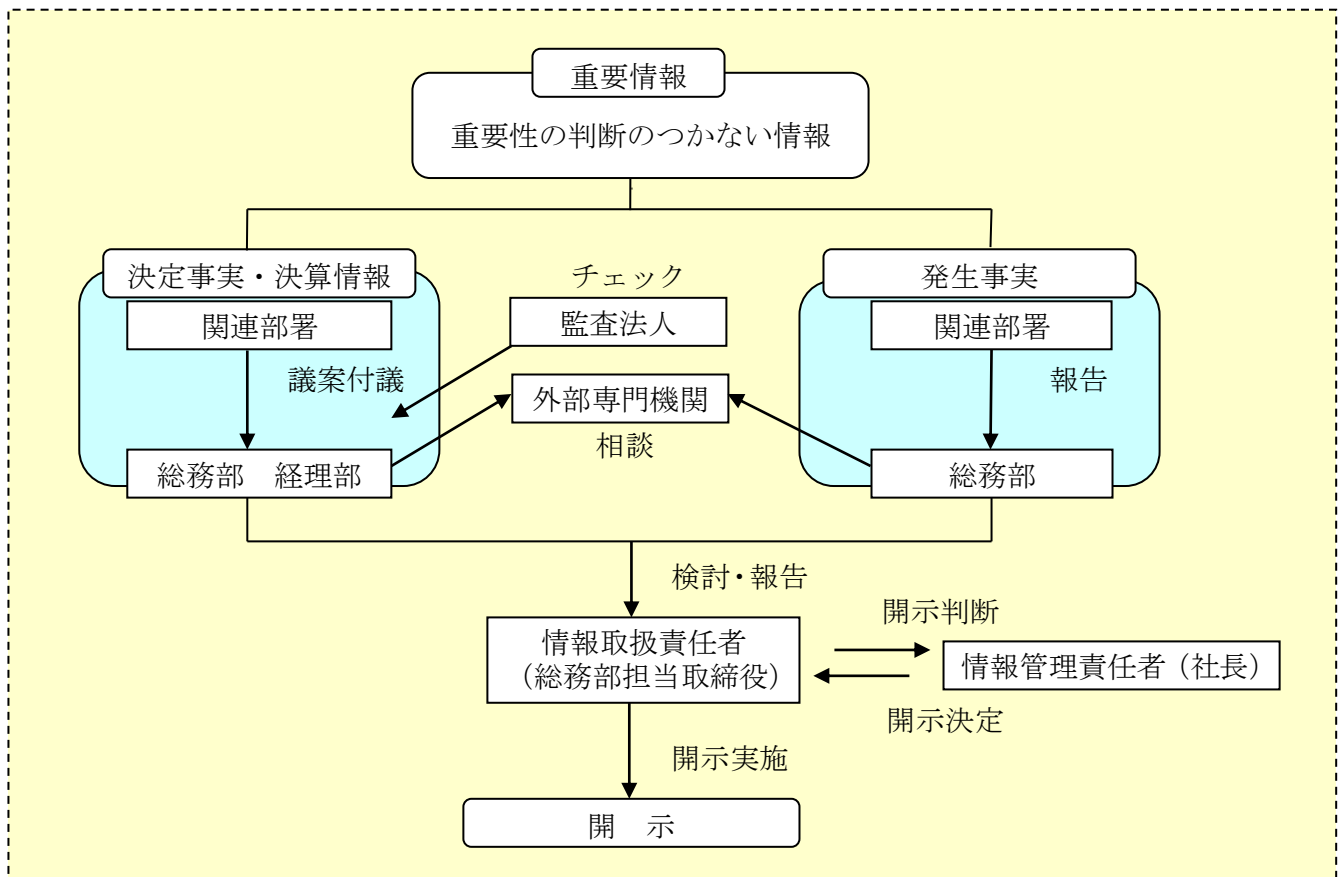 重要情報
重要性の判断のつかない情報
決定事実・決算情報
関連部署
議案付議
総務部　経理部
チェック
監査法人
外部専門機関
相談
発生事実
関連部署
報告
総務部
検討・報告
情報取扱責任者
（総務部担当取締役）
開示判断
情報管理責任者（社長）
開示決定
開示実施
開　示